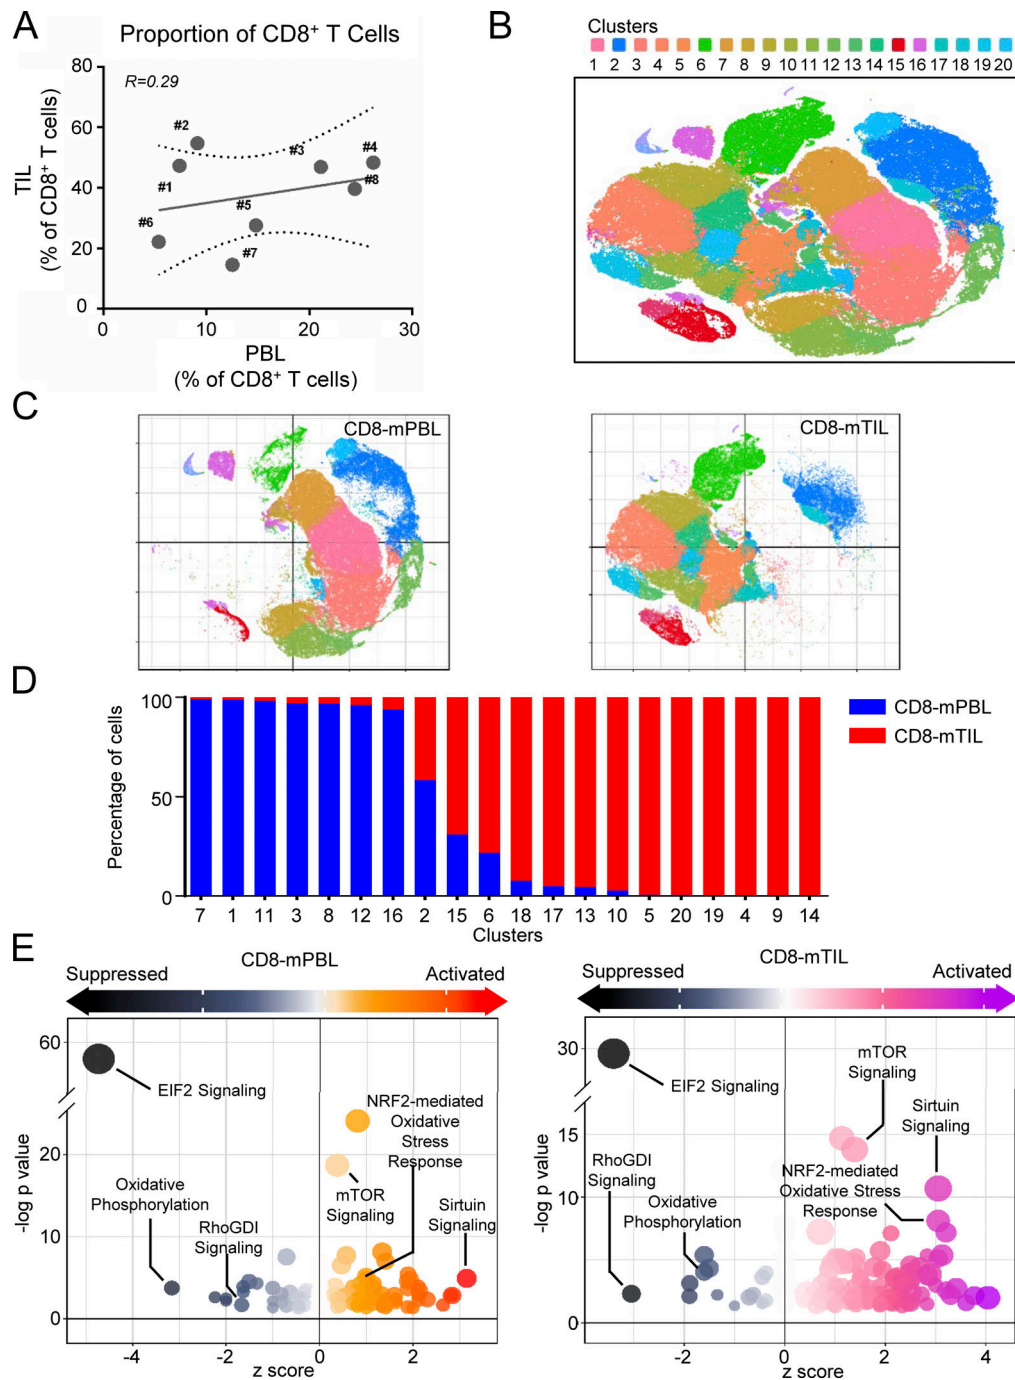 A
Proportion of CD8⁺ T Cells
TIL
(% of CD8⁺ T cells)
80
60
40
20
0
R=0.29
#2
#1
#3
#4
#8
#5
#6
#7
0 10 20 30
PBL
(% of CD8⁺ T cells)
B
Clusters
1 2 3 4 5 6 7 8 9 10 11 12 13 14 15 16 17 18 19 20
C
CD8-mPBL
CD8-mTIL
D
Percentage of cells
100
50
0
7 1 11 3 8 12 16 2 15 6 18 17 13 10 5 20 19 4 9 14
Clusters
CD8-mPBL
CD8-mTIL
E
CD8-mPBL
Suppressed Activated
-log p value
60
20
10
0
EIF2 Signaling
NRF2-mediated
Oxidative
Stress
Response
mTOR
Signaling
Oxidative
Phosphorylation
RhoGDI
Signaling
Sirtuin
Signaling
-4 -2 0 2
z score
CD8-mTIL
Suppressed Activated
-log p value
30
15
10
0
EIF2 Signaling
mTOR
Signaling
Sirtuin
Signaling
RhoGDI
Signaling
Oxidative
Phosphorylation
NRF2-mediated
Oxidative Stress
Response
-2 0 2 4
z score